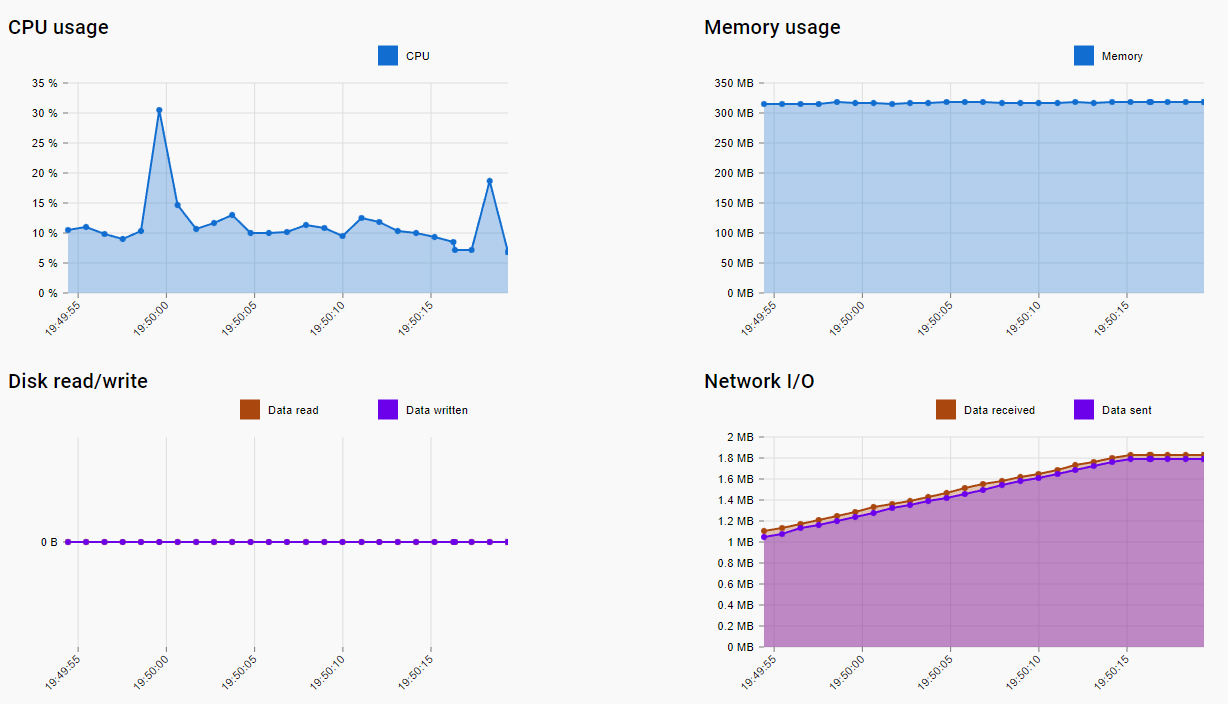 CPU usage
CPU
35 %
30 %
25 %
20 %
15 %
10 %
5 %
0 %
19:49:55
19:50:00
19:50:05
19:50:10
19:50:15
Memory usage
Memory
350 MB
300 MB
250 MB
200 MB
150 MB
100 MB
50 MB
0 MB
19:49:55
19:50:00
19:50:05
19:50:10
19:50:15
Disk read/write
Data read
Data written
0 B
19:49:55
19:50:00
19:50:05
19:50:10
19:50:15
Network I/O
Data received
Data sent
2 MB
1.8 MB
1.6 MB
1.4 MB
1.2 MB
1 MB
0.8 MB
0.6 MB
0.4 MB
0.2 MB
0 MB
19:49:55
19:50:00
19:50:05
19:50:10
19:50:15